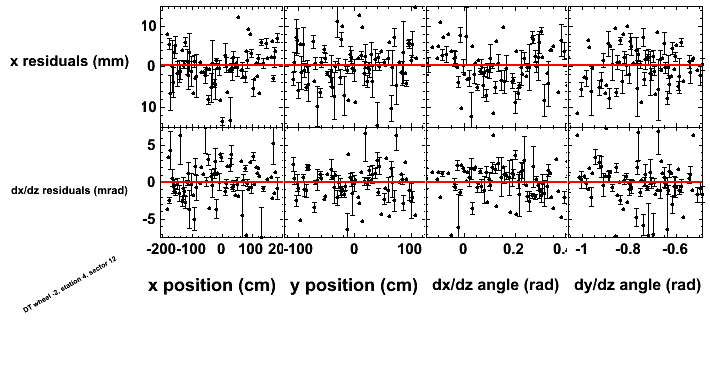 10
x residuals (mm)
0
10
5
dx/dz residuals (mrad)
0
-5
-200 -100 0 100 20 -100 0 100 0 0.2 0.4 -1 -0.8 -0.6
x position (cm) y position (cm) dx/dz angle (rad) dy/dz angle (rad)
DT wheel -2, station 4, sector 12